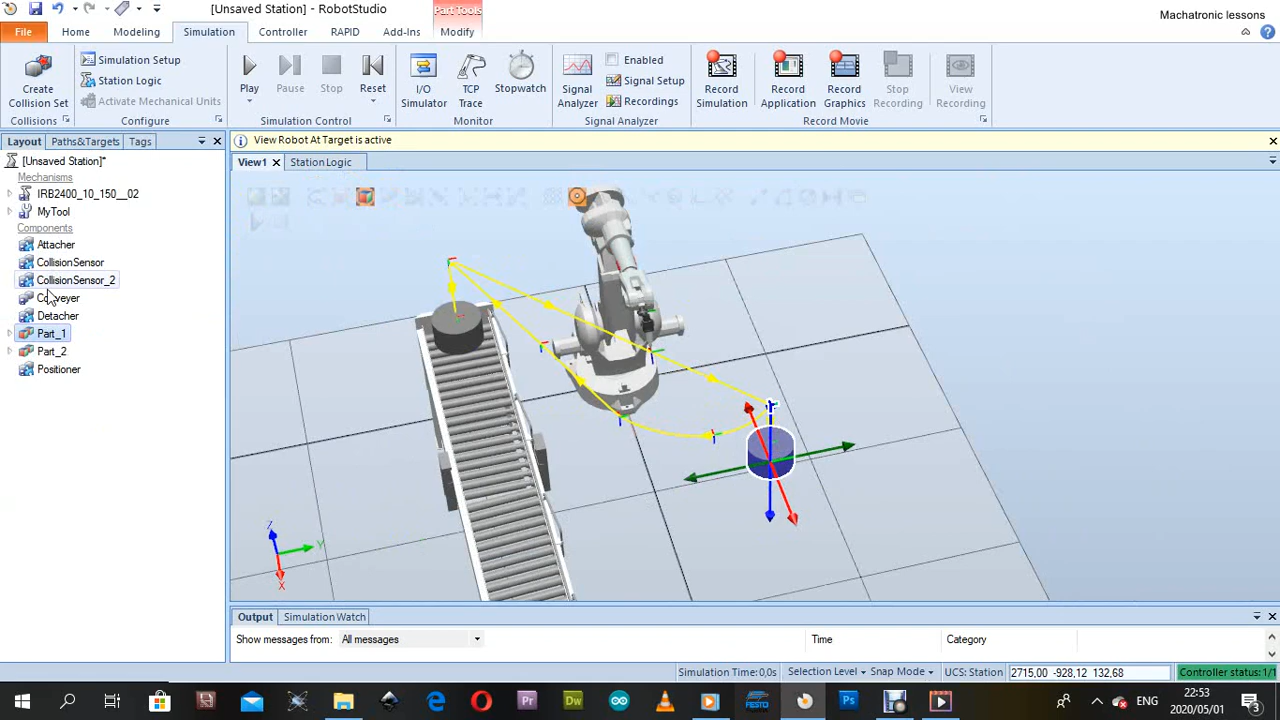 [Unsaved Station] - RobotStudio
Part Tools
Machatronic lessons
File
Home
Modeling
Simulation
Controller
RAPID
Add-Ins
Modify
Create
Collision Set
Collisions
Simulation Setup
Station Logic
Activate Mechanical Units
Configure
Play
Pause
Stop
Reset
Simulation Control
I/O
Simulator
TCP
Trace
Stopwatch
Monitor
Signal
Analyzer
Enabled
Signal Setup
Recordings
Signal Analyzer
Record
Simulation
Record
Application
Record
Graphics
Stop
Recording
View
Recording
Record Movie
Layout
Paths&Targets
Tags
View Robot At Target is active
View1
Station Logic
[Unsaved Station]*
Mechanisms
IRB2400_10_150__02
MyTool
Components
Attacher
CollisionSensor
CollisionSensor_2
Conveyer
Detacher
Part_1
Part_2
Positioner
Z
Y
X
Output
Simulation Watch
Show messages from:
All messages
Time
Category
Simulation Time:0,0s
Selection Level
Snap Mode
UCS: Station
2715,00 -928,12 132,68
Controller status:1/1
Pr
Dw
FESTO
Ps
ENG
22:53
2020/05/01
3